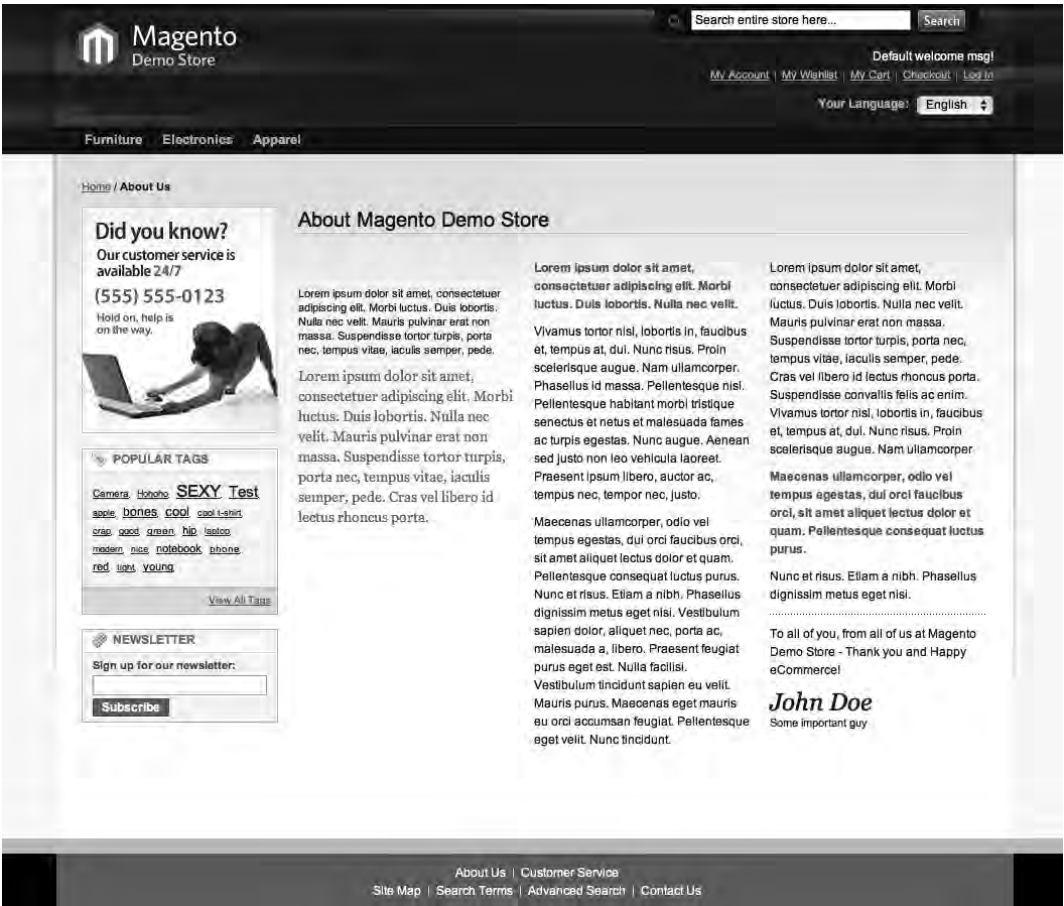 Magento
Demo Store
Search entire store here...
Search
Default welcome msg!
My Account | My Wishlist | My Cart | Checkout | Log In
Your Language: English
Furniture Electronics Apparel
Home / About Us
Did you know?
Our customer service is
available 24/7
(555) 555-0123
Hold on, help is
on the way.
POPULAR TAGS
Camera, Hohoho, SEXY, Test
apple, bones, cool, cool t-shirt,
crap, good, green, hip, laptop,
modern, nice, notebook, phone,
red, tight, young
View All Tags
NEWSLETTER
Sign up for our newsletter:
Subscribe
About Magento Demo Store
Lorem ipsum dolor sit amet, consectetuer
adipiscing elit. Morbi luctus. Duis lobortis.
Nulla nec velit. Mauris pulvinar erat non
massa. Suspendisse tortor turpis, porta
nec, tempus vitae, iaculis semper, pede.
Lorem ipsum dolor sit amet,
consectetuer adipiscing elit. Morbi
luctus. Duis lobortis. Nulla nec
velit. Mauris pulvinar erat non
massa. Suspendisse tortor turpis,
porta nec, tempus vitae, iaculis
semper, pede. Cras vel libero id
lectus rhoncus porta.
Lorem ipsum dolor sit amet,
consectetuer adipiscing elit. Morbi
luctus. Duis lobortis. Nulla nec velit.
Vivamus tortor nisl, lobortis in, faucibus
et, tempus at, dui. Nunc risus. Proin
scelerisque augue. Nam ullamcorper.
Phasellus id massa. Pellentesque nisl.
Pellentesque habitant morbi tristique
senectus et netus et malesuada fames
ac turpis egestas. Nunc augue. Aenean
sed justo non leo vehicula laoreet.
Praesent ipsum libero, auctor ac,
tempus nec, tempor nec, justo.
Maecenas ullamcorper, odio vel
tempus egestas, dui orci faucibus orci,
sit amet aliquet lectus dolor et quam.
Pellentesque consequat luctus purus.
Nunc et risus. Etiam a nibh. Phasellus
dignissim metus eget nisi. Vestibulum
sapien dolor, aliquet nec, porta ac,
malesuada a, libero. Praesent feugiat
purus eget est. Nulla facilisi.
Vestibulum tincidunt sapien eu velit.
Mauris purus. Maecenas eget mauris
eu orci accumsan feugiat. Pellentesque
eget velit. Nunc tincidunt.
Lorem ipsum dolor sit amet,
consectetuer adipiscing elit. Morbi
luctus. Duis lobortis. Nulla nec velit.
Mauris pulvinar erat non massa.
Suspendisse tortor turpis, porta nec,
tempus vitae, iaculis semper, pede.
Cras vel libero id lectus rhoncus porta.
Suspendisse convallis felis ac enim.
Vivamus tortor nisl, lobortis in, faucibus
et, tempus at, dui. Nunc risus. Proin
scelerisque augue. Nam ullamcorper
Maecenas ullamcorper, odio vel
tempus egestas, dui orci faucibus
orci, sit amet aliquet lectus dolor et
quam. Pellentesque consequat luctus
purus.
Nunc et risus. Etiam a nibh. Phasellus
dignissim metus eget nisi.
To all of you, from all of us at Magento
Demo Store - Thank you and Happy
eCommerce!
John Doe
Some important guy
About Us | Customer Service
Site Map | Search Terms | Advanced Search | Contact Us